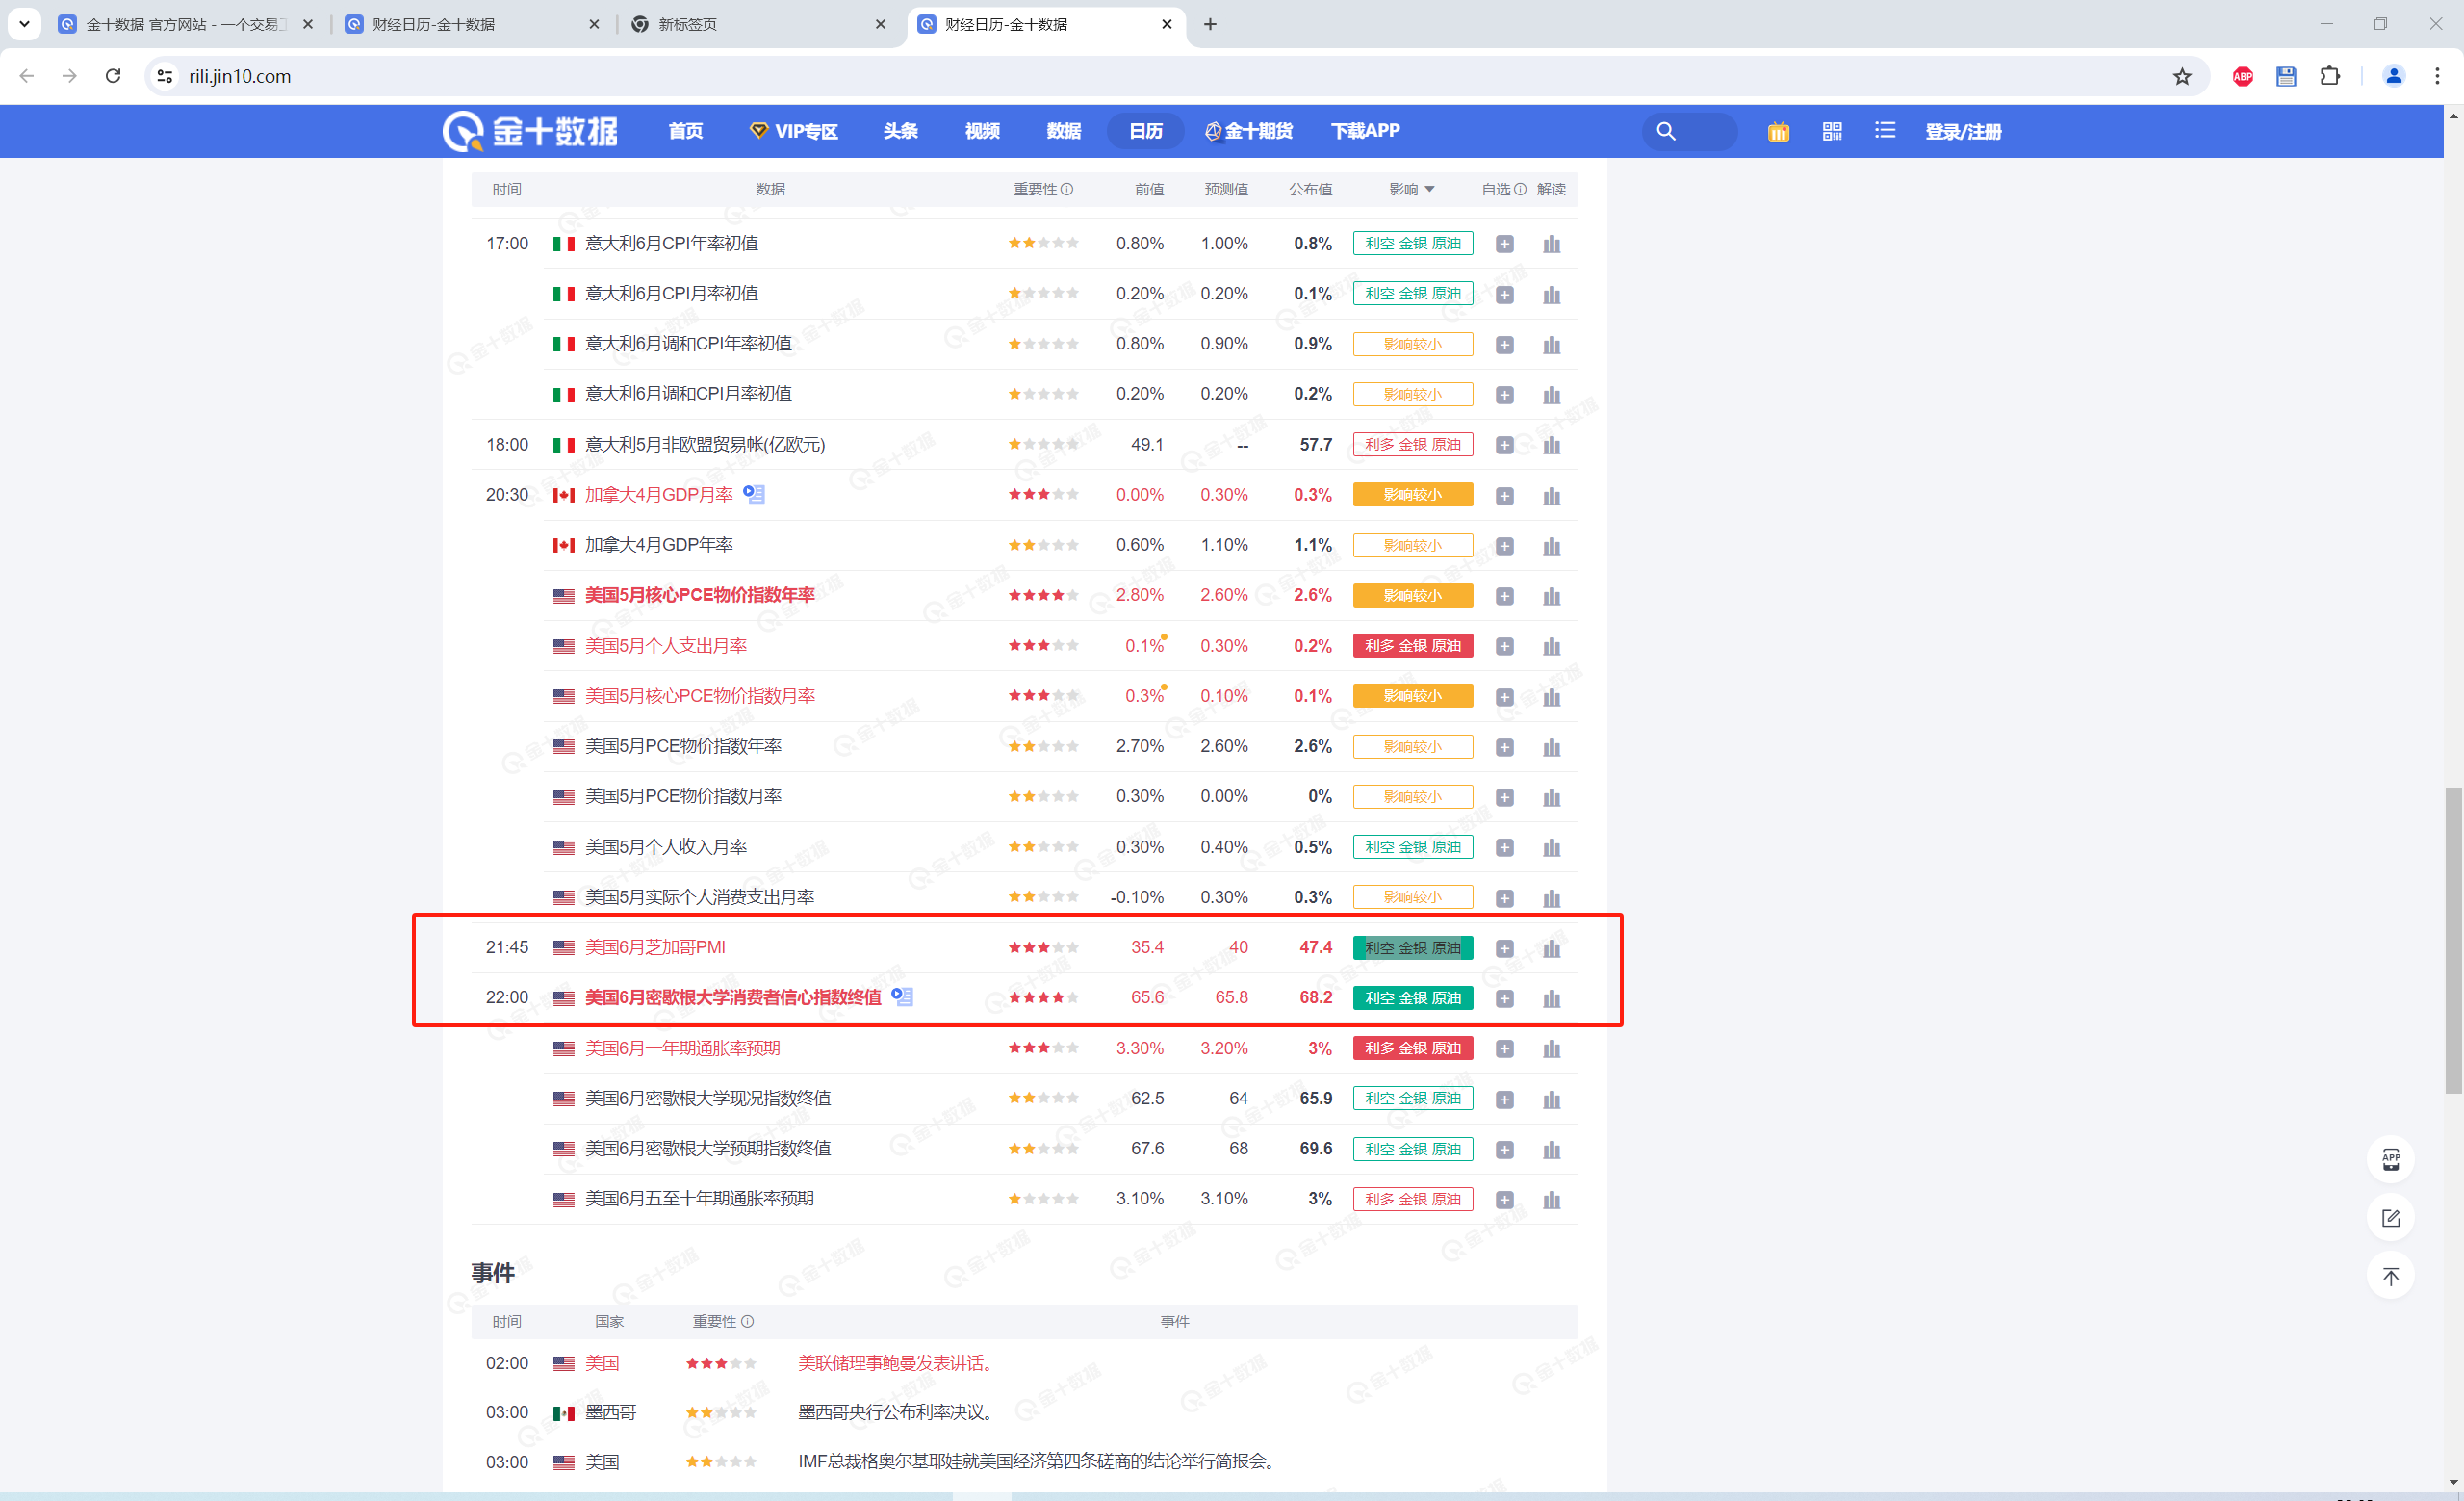 金十数据 官方网站 - 一个交易工
财经日历-金十数据
新标签页
财经日历-金十数据
rili.jin10.com
ABP
金十数据 首页 VIP专区 头条 视频 数据 日历 金十期货 下载APP 登录/注册
时间 数据 重要性 前值 预测值 公布值 影响 自选 解读
17:00 意大利6月CPI年率初值 0.80% 1.00% 0.8% 利空 金银 原油
意大利6月CPI月率初值 0.20% 0.20% 0.1% 利空 金银 原油
意大利6月调和CPI年率初值 0.80% 0.90% 0.9% 影响较小
意大利6月调和CPI月率初值 0.20% 0.20% 0.2% 影响较小
18:00 意大利5月非欧盟贸易帐(亿欧元) 49.1 -- 57.7 利多 金银 原油
20:30 加拿大4月GDP月率 0.00% 0.30% 0.3% 影响较小
加拿大4月GDP年率 0.60% 1.10% 1.1% 影响较小
美国5月核心PCE物价指数年率 2.80% 2.60% 2.6% 影响较小
美国5月个人支出月率 0.1% 0.30% 0.2% 利多 金银 原油
美国5月核心PCE物价指数月率 0.3% 0.10% 0.1% 影响较小
美国5月PCE物价指数年率 2.70% 2.60% 2.6% 影响较小
美国5月PCE物价指数月率 0.30% 0.00% 0% 影响较小
美国5月个人收入月率 0.30% 0.40% 0.5% 利空 金银 原油
美国5月实际个人消费支出月率 -0.10% 0.30% 0.3% 影响较小
21:45 美国6月芝加哥PMI 35.4 40 47.4 利空 金银 原油
22:00 美国6月密歇根大学消费者信心指数终值 65.6 65.8 68.2 利空 金银 原油
美国6月一年期通胀率预期 3.30% 3.20% 3% 利多 金银 原油
美国6月密歇根大学现况指数终值 62.5 64 65.9 利空 金银 原油
美国6月密歇根大学预期指数终值 67.6 68 69.6 利空 金银 原油
美国6月五至十年期通胀率预期 3.10% 3.10% 3% 利多 金银 原油
APP
事件
时间 国家 重要性 事件
02:00 美国 美联储理事鲍曼发表讲话。
03:00 墨西哥 墨西哥央行公布利率决议。
03:00 美国 IMF总裁格奥尔基耶娃就美国经济第四条磋商的结论举行简报会。